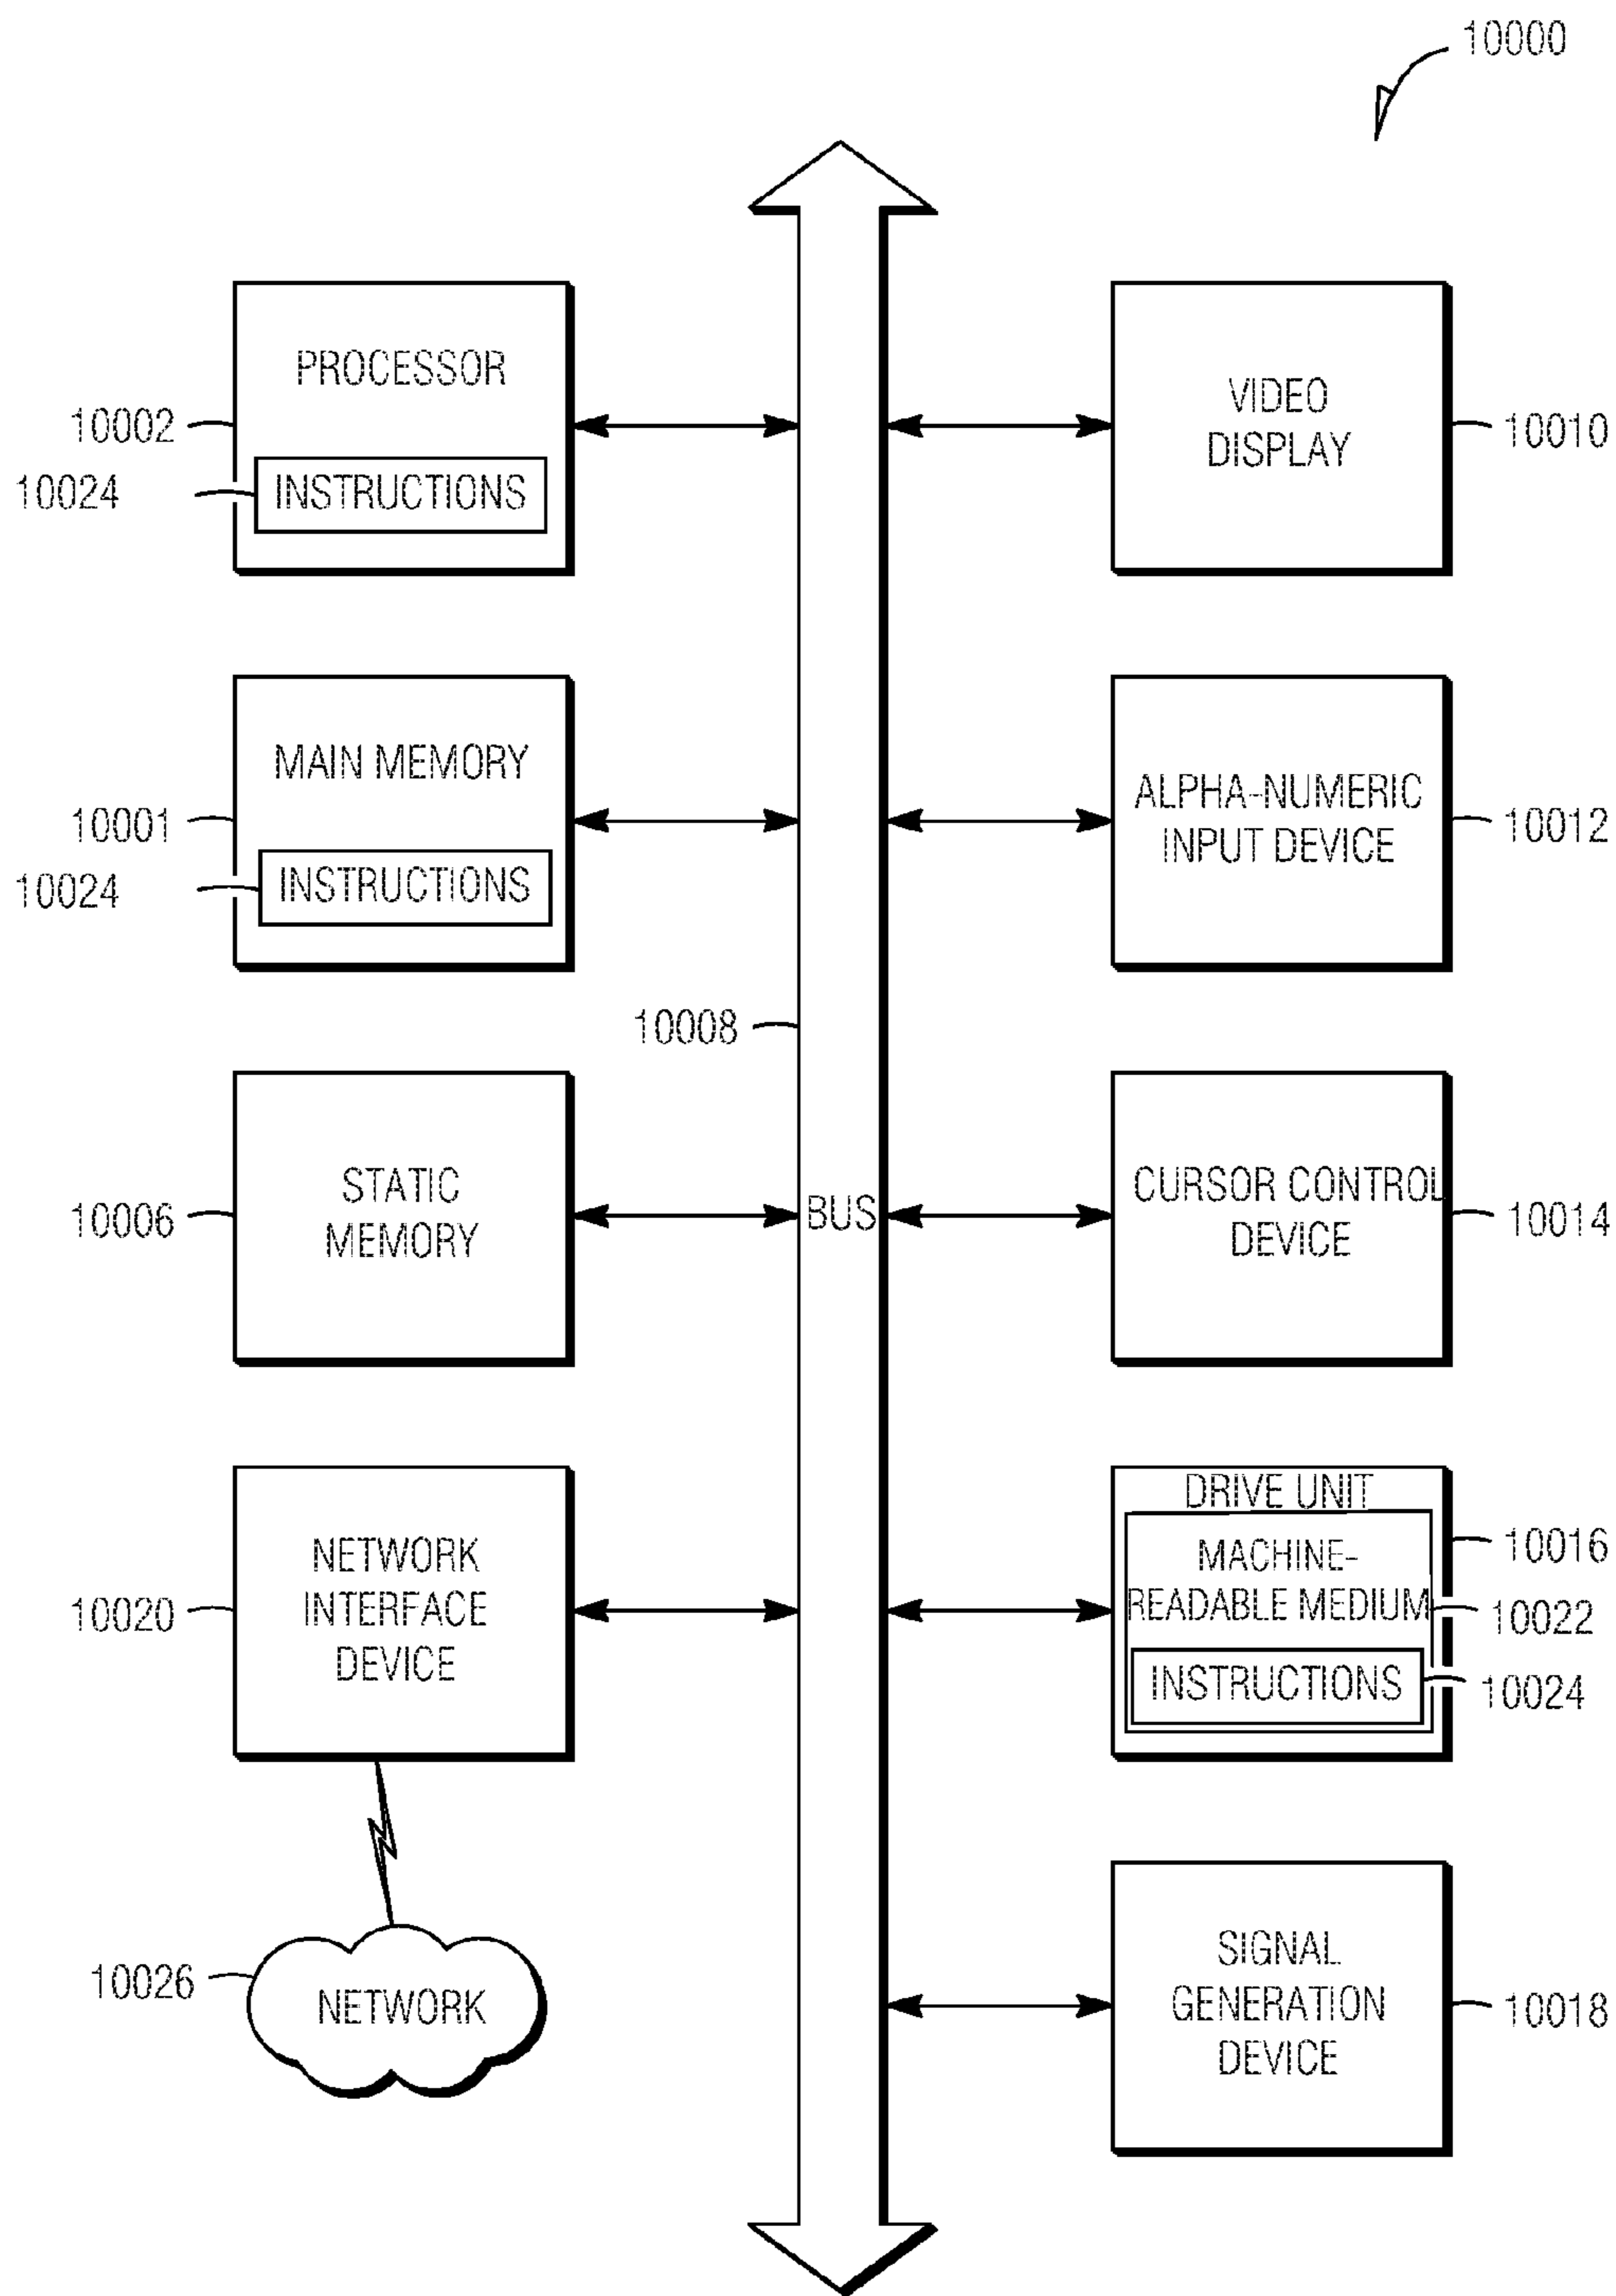 10000
PROCESSOR
10002
10024
INSTRUCTIONS
MAIN MEMORY
10001
10024
INSTRUCTIONS
10008
STATIC
MEMORY
10006
BUS
NETWORK
INTERFACE
DEVICE
10020
10026
NETWORK
VIDEO
DISPLAY
10010
ALPHA-NUMERIC
INPUT DEVICE
10012
CURSOR CONTROL
DEVICE
10014
DRIVE UNIT
10016
MACHINE-
READABLE MEDIUM
10022
INSTRUCTIONS
10024
SIGNAL
GENERATION
DEVICE
10018